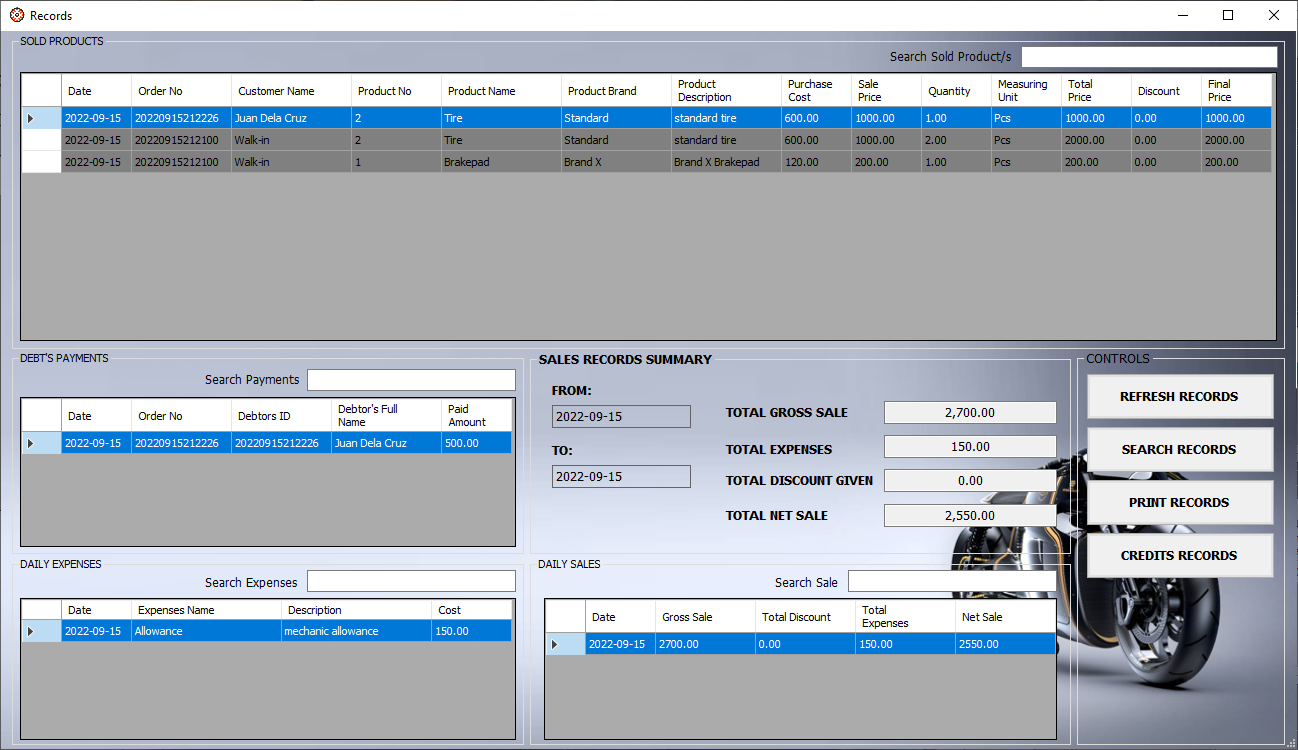 Records
SOLD PRODUCTS
Search Sold Product/s
Date Order No Customer Name Product No Product Name Product Brand Product Description Purchase Cost Sale Price Quantity Measuring Unit Total Price Discount Final Price
2022-09-15 20220915212226 Juan Dela Cruz 2 Tire Standard standard tire 600.00 1000.00 1.00 Pcs 1000.00 0.00 1000.00
2022-09-15 20220915212100 Walk-in 2 Tire Standard standard tire 600.00 1000.00 2.00 Pcs 2000.00 0.00 2000.00
2022-09-15 20220915212100 Walk-in 1 Brakepad Brand X Brand X Brakepad 120.00 200.00 1.00 Pcs 200.00 0.00 200.00
DEBT'S PAYMENTS
Search Payments
Date Order No Debtors ID Debtor's Full Name Paid Amount
2022-09-15 20220915212226 20220915212226 Juan Dela Cruz 500.00
SALES RECORDS SUMMARY
FROM:
2022-09-15
TO:
2022-09-15
TOTAL GROSS SALE 2,700.00
TOTAL EXPENSES 150.00
TOTAL DISCOUNT GIVEN 0.00
TOTAL NET SALE 2,550.00
CONTROLS
REFRESH RECORDS
SEARCH RECORDS
PRINT RECORDS
CREDITS RECORDS
DAILY EXPENSES
Search Expenses
Date Expenses Name Description Cost
2022-09-15 Allowance mechanic allowance 150.00
DAILY SALES
Search Sale
Date Gross Sale Total Discount Total Expenses Net Sale
2022-09-15 2700.00 0.00 150.00 2550.00